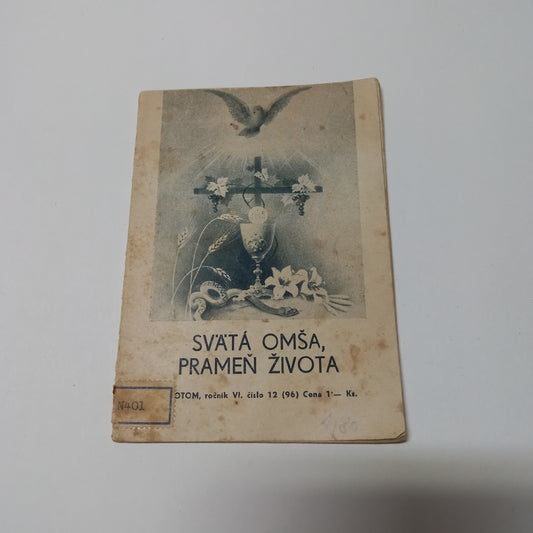 SVÄTÁ OMŠA,
PRAMEŇ ŽIVOTA
OTOM, ročník VI. číslo 12 (96) Cena 1·— Ks.
N401